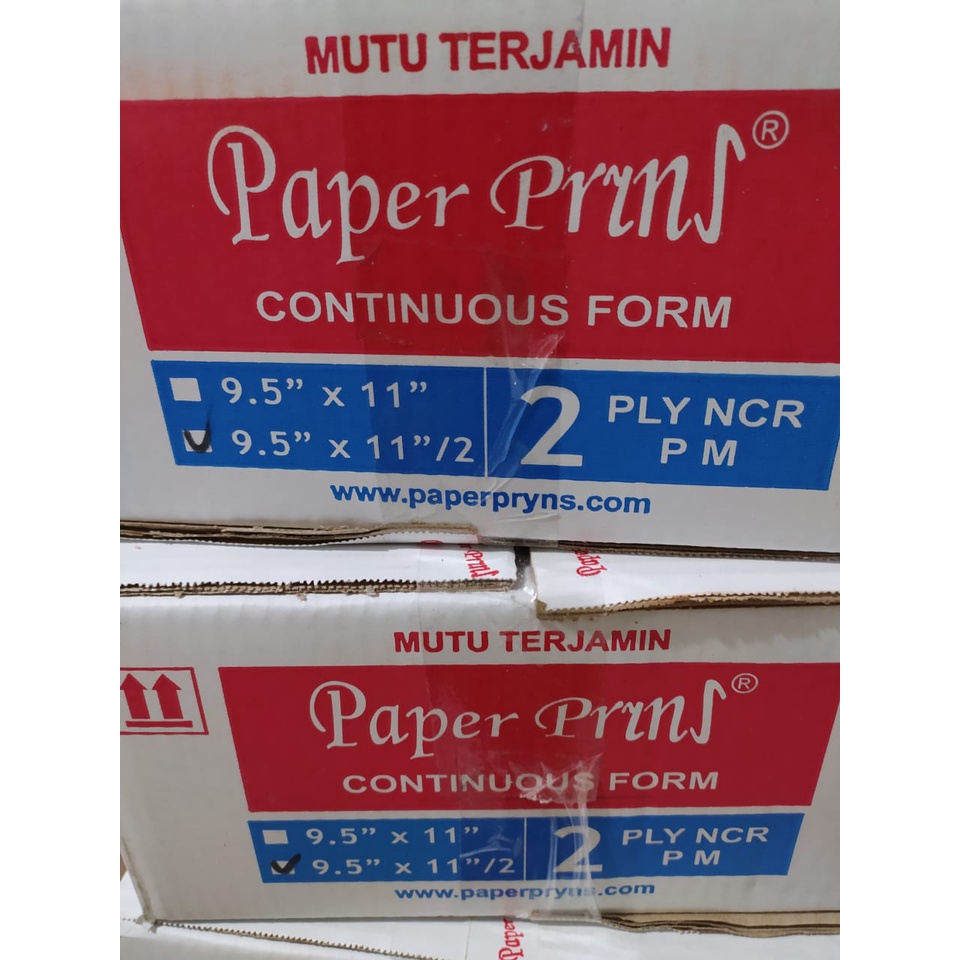 MUTU TERJAMIN
Paper Pryns®
CONTINUOUS FORM
9.5" x 11"
9.5" x 11"/2
2 PLY NCR
P M
www.paperpryns.com
MUTU TERJAMIN
Paper Pryns®
CONTINUOUS FORM
9.5" x 11"
9.5" x 11"/2
2 PLY NCR
P M
www.paperpryns.com
Paper